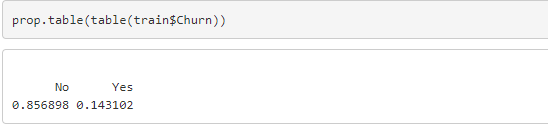 prop.table(table(train$Churn))
No Yes
0.856898 0.143102